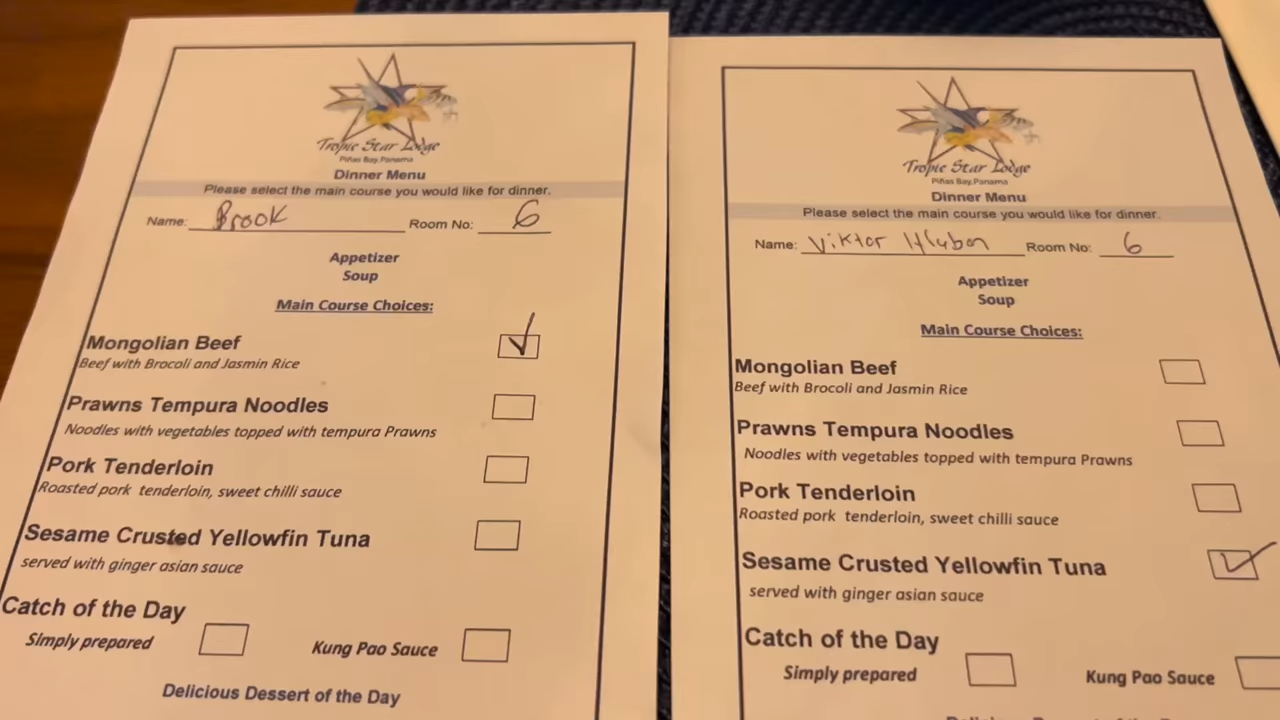 Tropic Star Lodge
Piñas Bay, Panama
Dinner Menu
Please select the main course you would like for dinner.
Name: Brook Room No: 6
Appetizer
Soup
Main Course Choices:
Mongolian Beef
Beef with Brocoli and Jasmin Rice
Prawns Tempura Noodles
Noodles with vegetables topped with tempura Prawns
Pork Tenderloin
Roasted pork tenderloin, sweet chilli sauce
Sesame Crusted Yellowfin Tuna
served with ginger asian sauce
Catch of the Day
Simply prepared Kung Pao Sauce
Delicious Dessert of the Day
Tropic Star Lodge
Piñas Bay, Panama
Dinner Menu
Please select the main course you would like for dinner.
Name: Viktor Room No: 6
Appetizer
Soup
Main Course Choices:
Mongolian Beef
Beef with Brocoli and Jasmin Rice
Prawns Tempura Noodles
Noodles with vegetables topped with tempura Prawns
Pork Tenderloin
Roasted pork tenderloin, sweet chilli sauce
Sesame Crusted Yellowfin Tuna
served with ginger asian sauce
Catch of the Day
Simply prepared Kung Pao Sauce